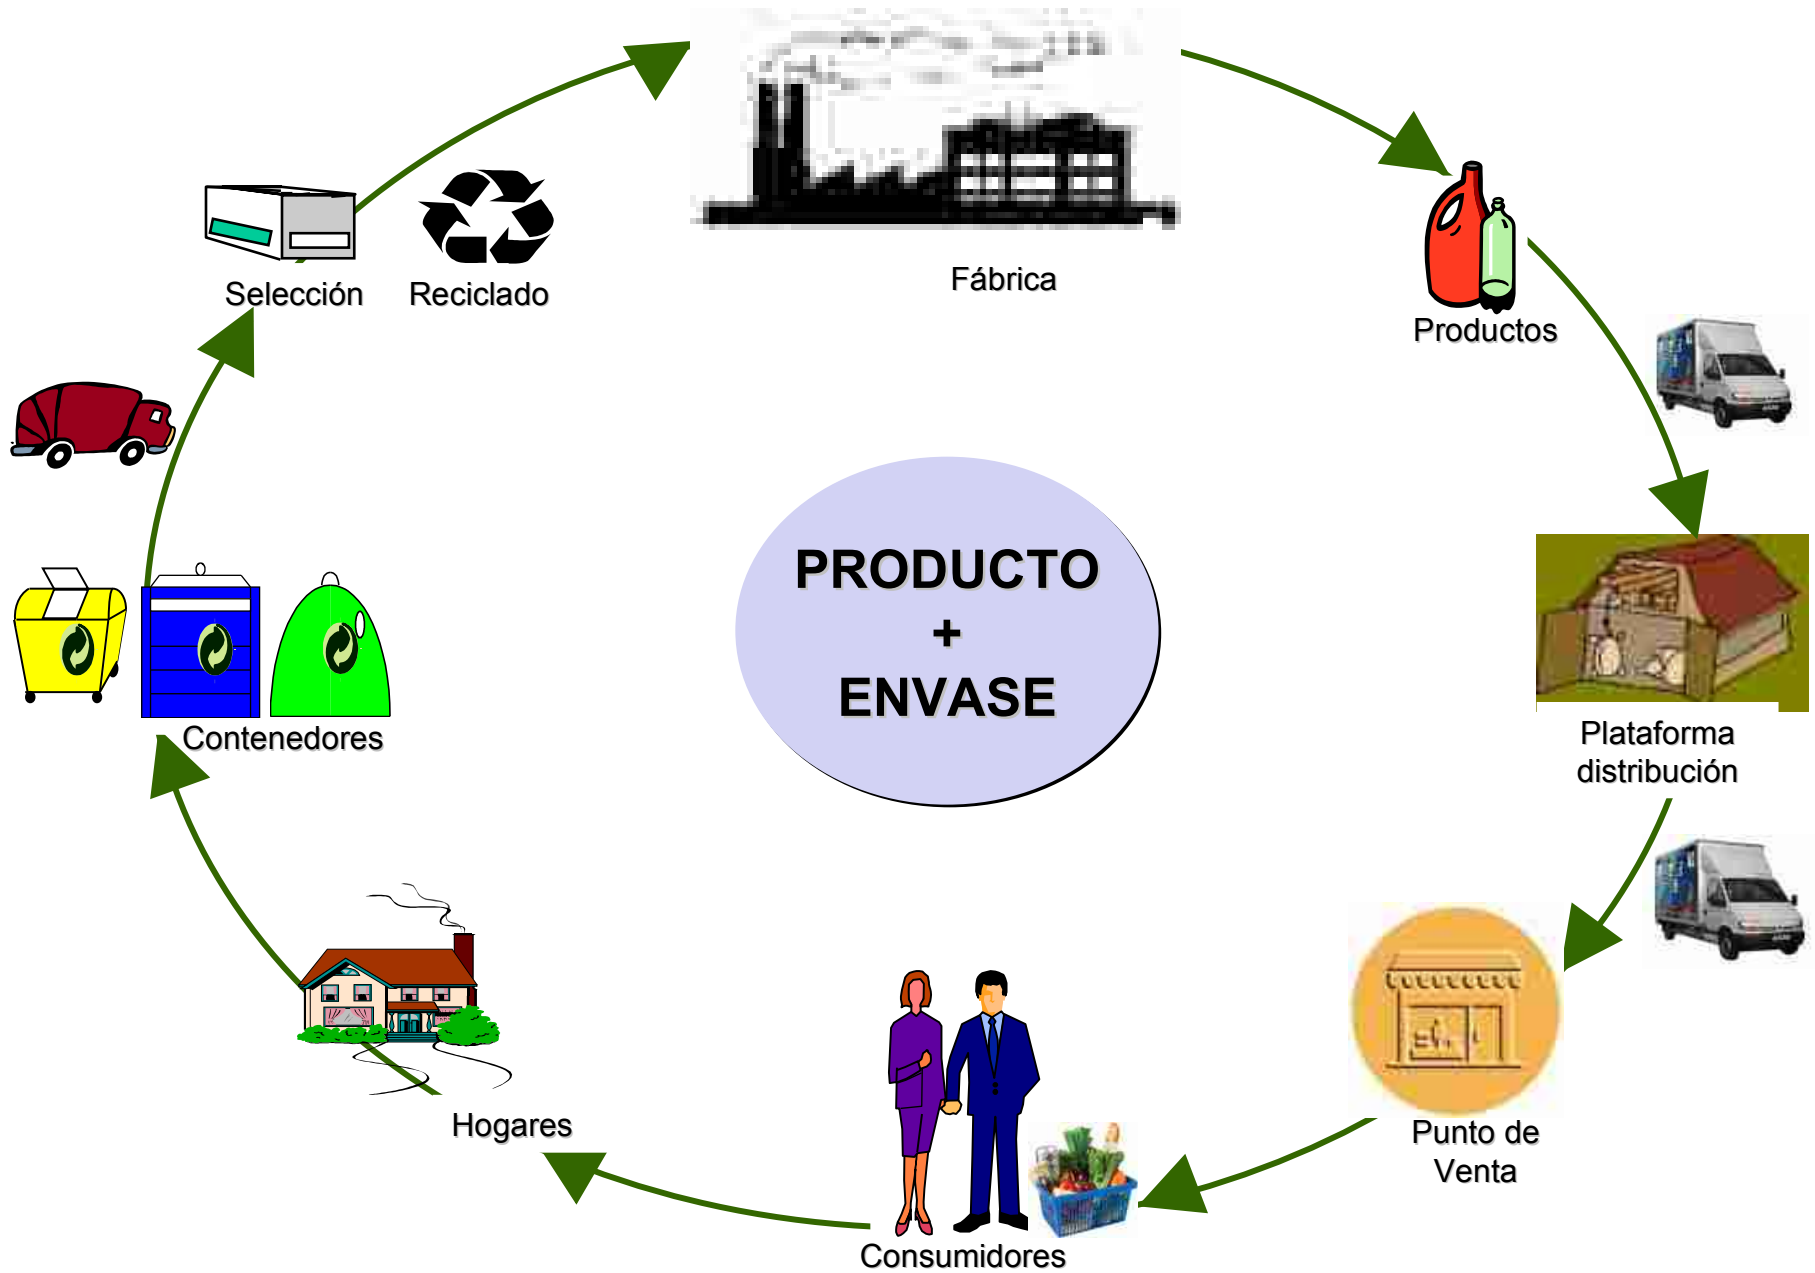 Fábrica
Selección
Reciclado
Productos
PRODUCTO
+
ENVASE
Contenedores
Plataforma
distribución
Hogares
Punto de
Venta
Consumidores